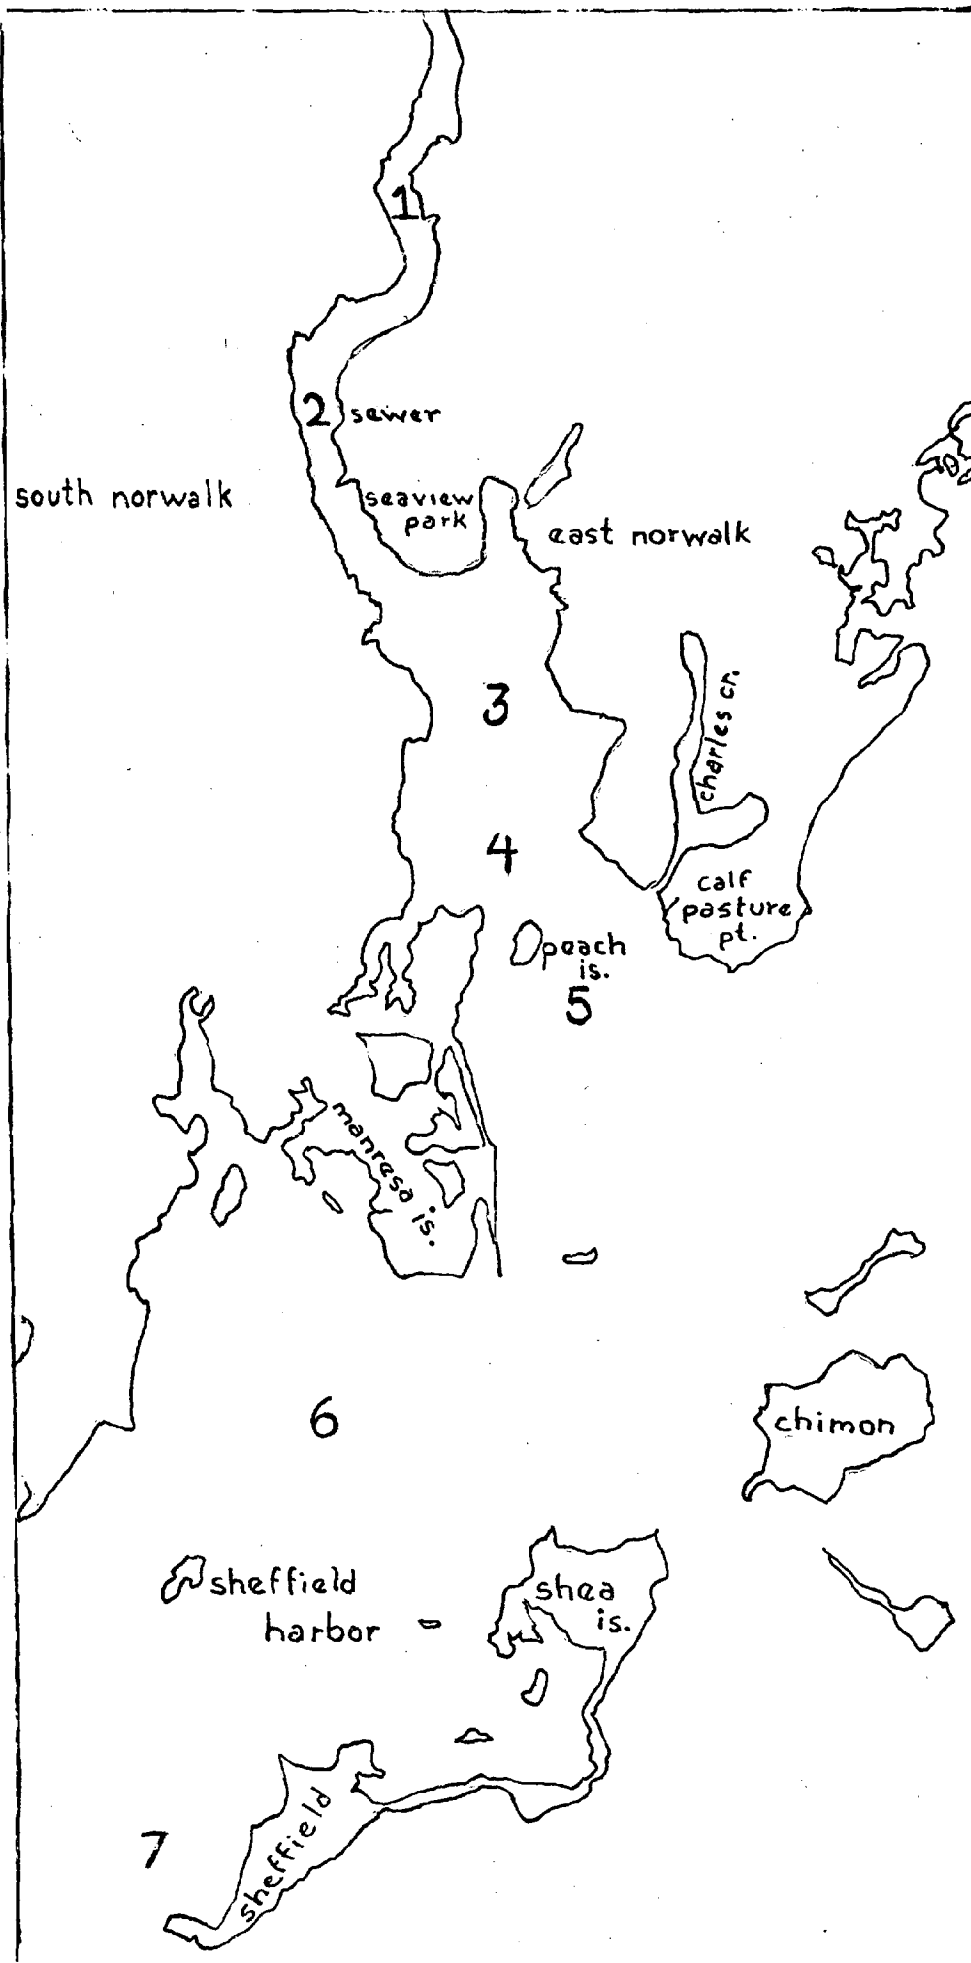 1
2 sewer
south norwalk
seaview
park
east norwalk
3
charles cr.
4
calf
pasture
pt.
peach
is.
5
manresa is.
6
chimon
sheffield
harbor
shea
is.
7
sheffield